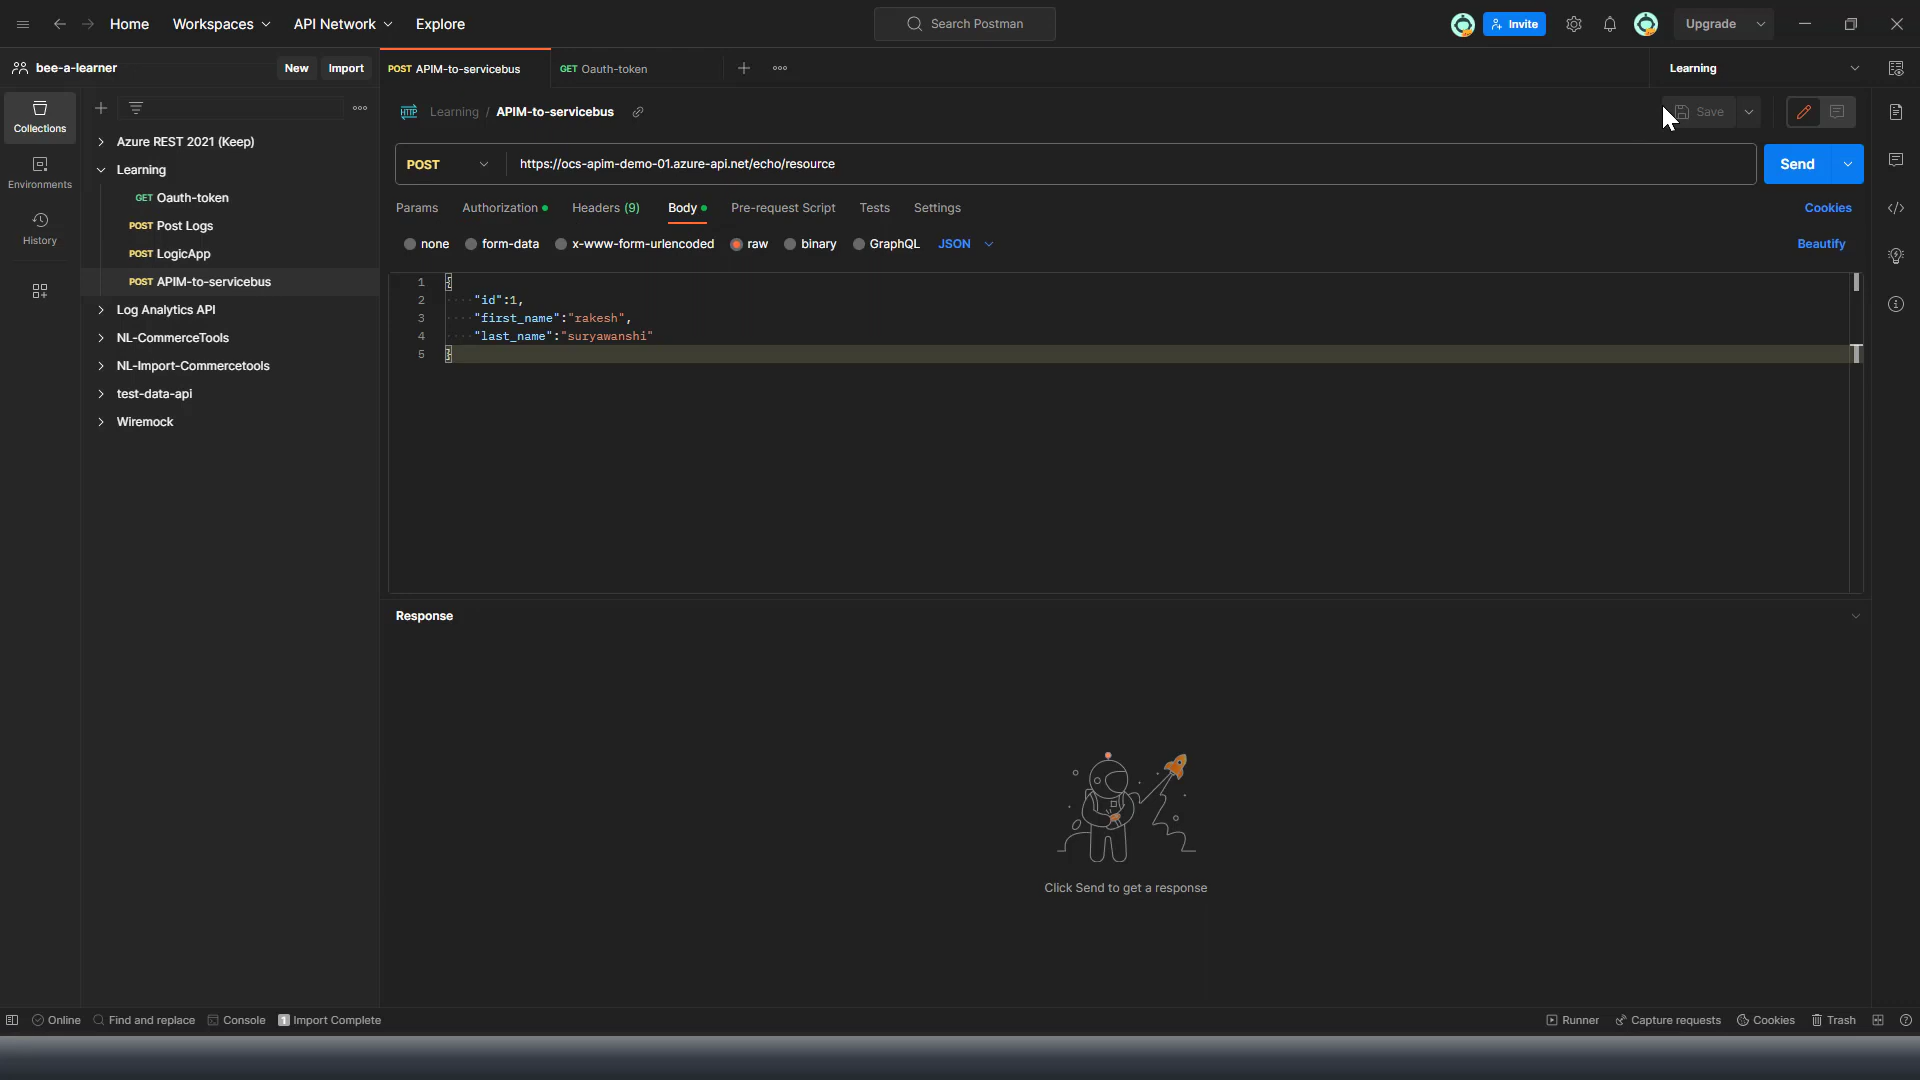 Home Workspaces API Network Explore Search Postman Invite Upgrade
bee-a-learner New Import POST APIM-to-servicebus GET Oauth-token Learning
HTTP Learning / APIM-to-servicebus Save
Collections
Environments
History
Azure REST 2021 (Keep)
Learning
GET Oauth-token
POST Post Logs
POST LogicApp
POST APIM-to-servicebus
Log Analytics API
NL-CommerceTools
NL-Import-Commercetools
test-data-api
Wiremock
POST https://ocs-apim-demo-01.azure-api.net/echo/resource Send
Params Authorization Headers (9) Body Pre-request Script Tests Settings Cookies
none form-data x-www-form-urlencoded raw binary GraphQL JSON Beautify
1 {
2 "id":1,
3 "first_name":"rakesh",
4 "last_name":"suryawanshi"
5 }
Response
Click Send to get a response
Online Find and replace Console 1 Import Complete Runner Capture requests Cookies Trash